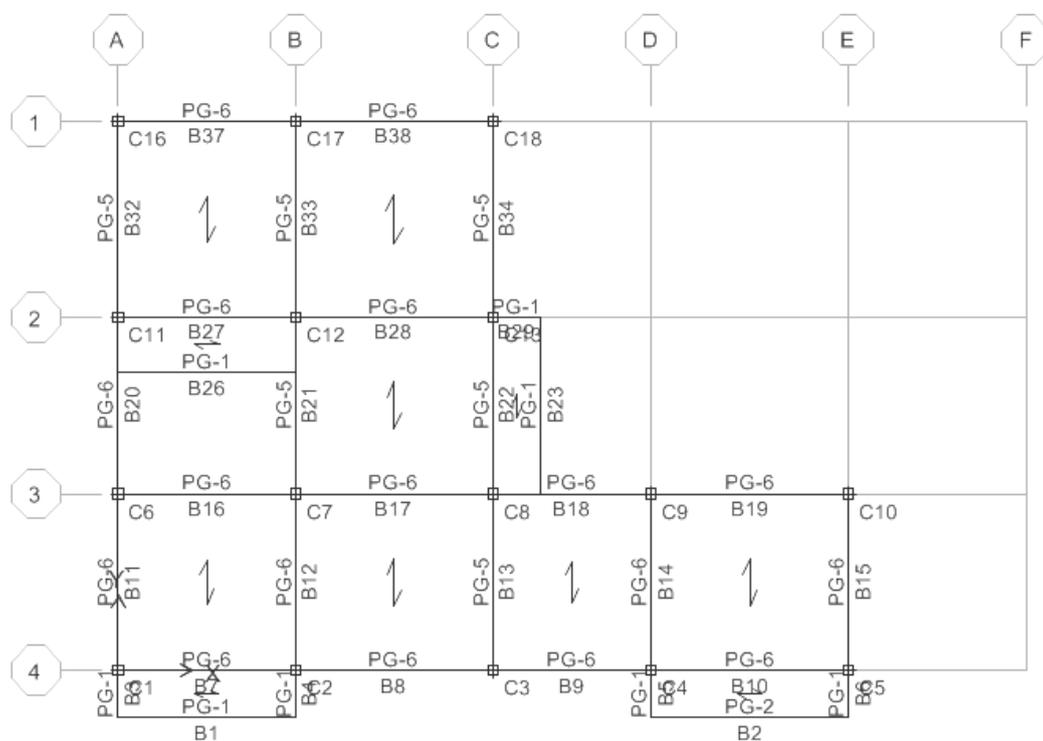 A B C D E F
PG-6 PG-6
1
C16 B37 C17 B38 C18
PG-5 B32 PG-5 B33 PG-5 B34
PG-6 PG-6 PG-1
2
C11 B27 C12 B28 B29 C13
PG-1
B26
PG-6 B20 PG-5 B21 PG-5 B22 PG-1 B23
PG-6 PG-6 PG-6 PG-6
3
C6 B16 C7 B17 C8 B18 C9 B19 C10
PG-6 B11 PG-6 B12 PG-5 B13 PG-6 B14 PG-6 B15
Y
PG-6 PG-6 PG-6 PG-6
4
X
PG-1 C1 B7 PG-1 C2 B8 C3 B9 PG-1 C4 B10 PG-1 C5
PG-1 PG-2
B1 B2